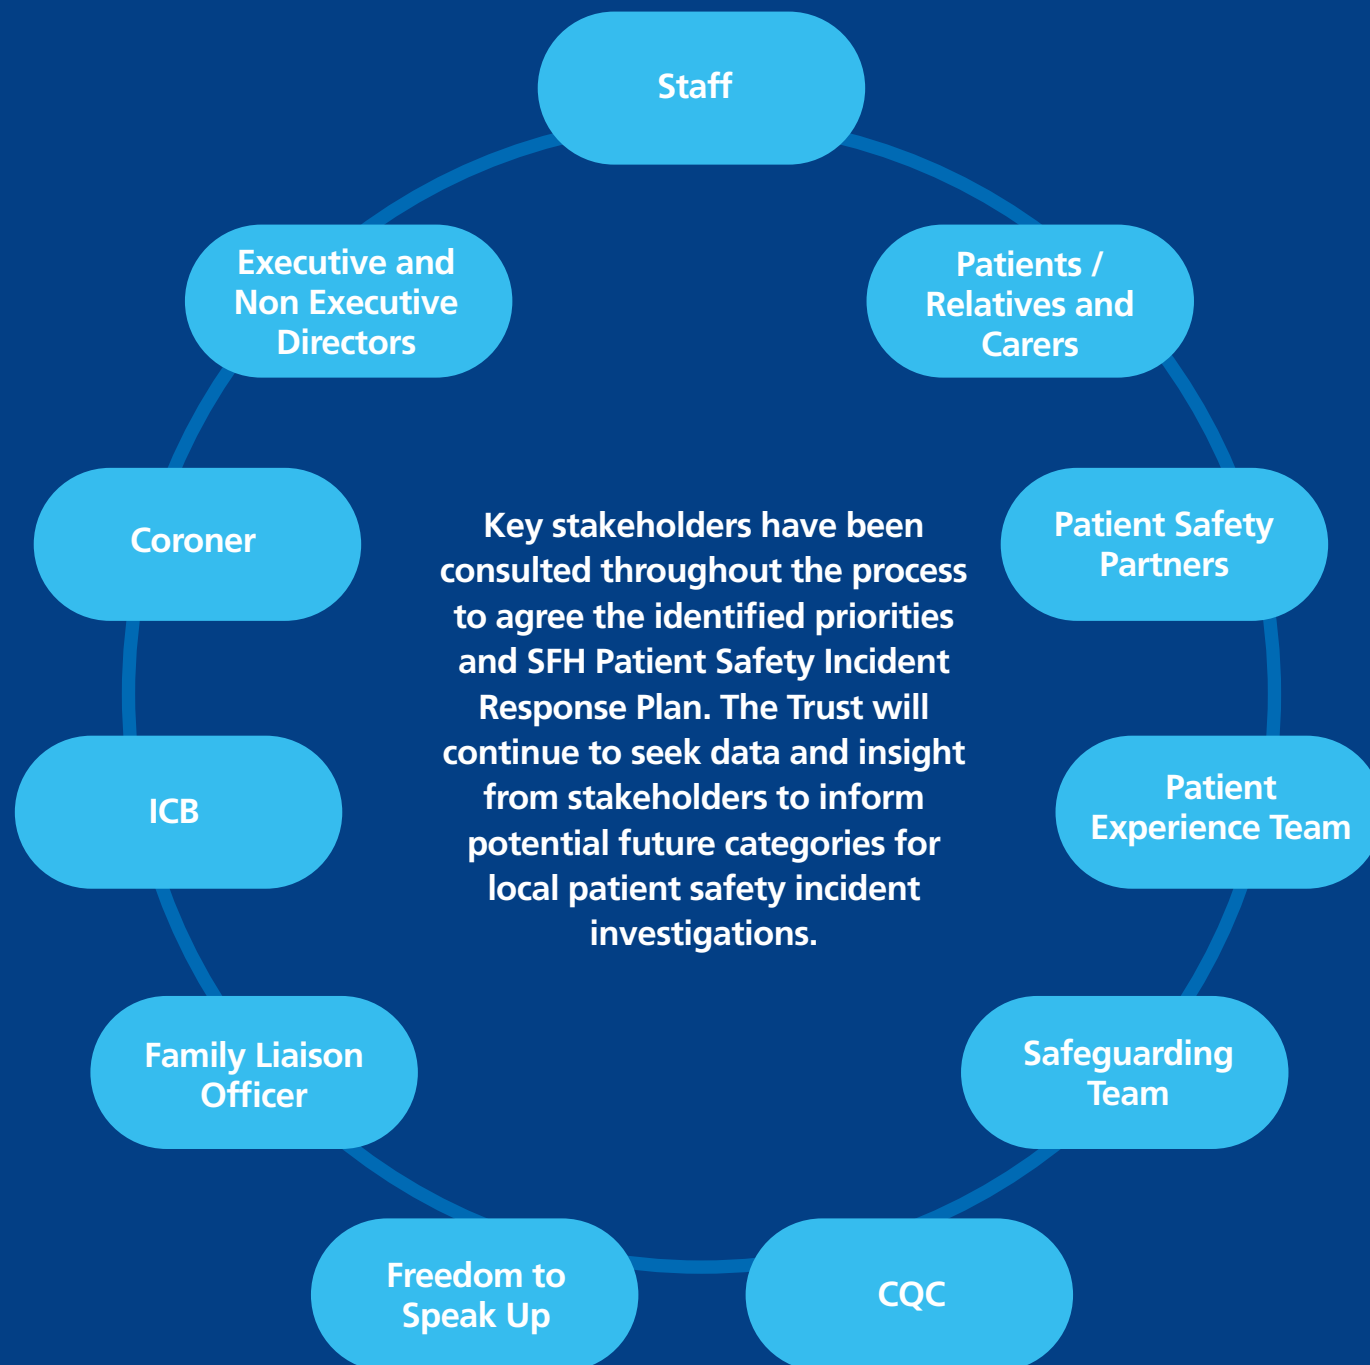 Staff
Executive and
Non Executive
Directors
Patients /
Relatives and
Carers
Coroner
Key stakeholders have been
consulted throughout the process
to agree the identified priorities
and SFH Patient Safety Incident
Response Plan. The Trust will
continue to seek data and insight
from stakeholders to inform
potential future categories for
local patient safety incident
investigations.
Patient Safety
Partners
ICB
Patient
Experience Team
Family Liaison
Officer
Safeguarding
Team
Freedom to
Speak Up
CQC